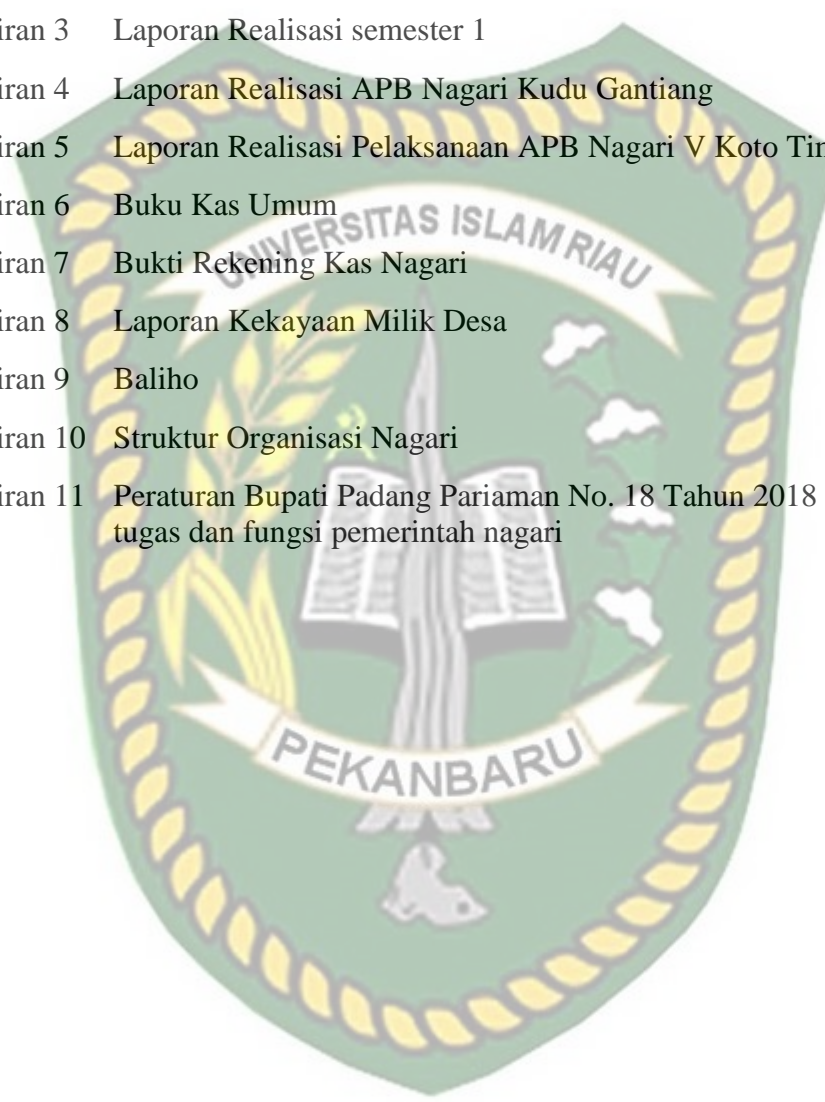 iran 3 Laporan Realisasi semester 1
iran 4 Laporan Realisasi APB Nagari Kudu Gantiang
iran 5 Laporan Realisasi Pelaksanaan APB Nagari V Koto Tin
iran 6 Buku Kas Umum
UNIVERSITAS ISLAM RIAU
iran 7 Bukti Rekening Kas Nagari
iran 8 Laporan Kekayaan Milik Desa
iran 9 Baliho
iran 10 Struktur Organisasi Nagari
iran 11 Peraturan Bupati Padang Pariaman No. 18 Tahun 2018
tugas dan fungsi pemerintah nagari
PEKANBARU